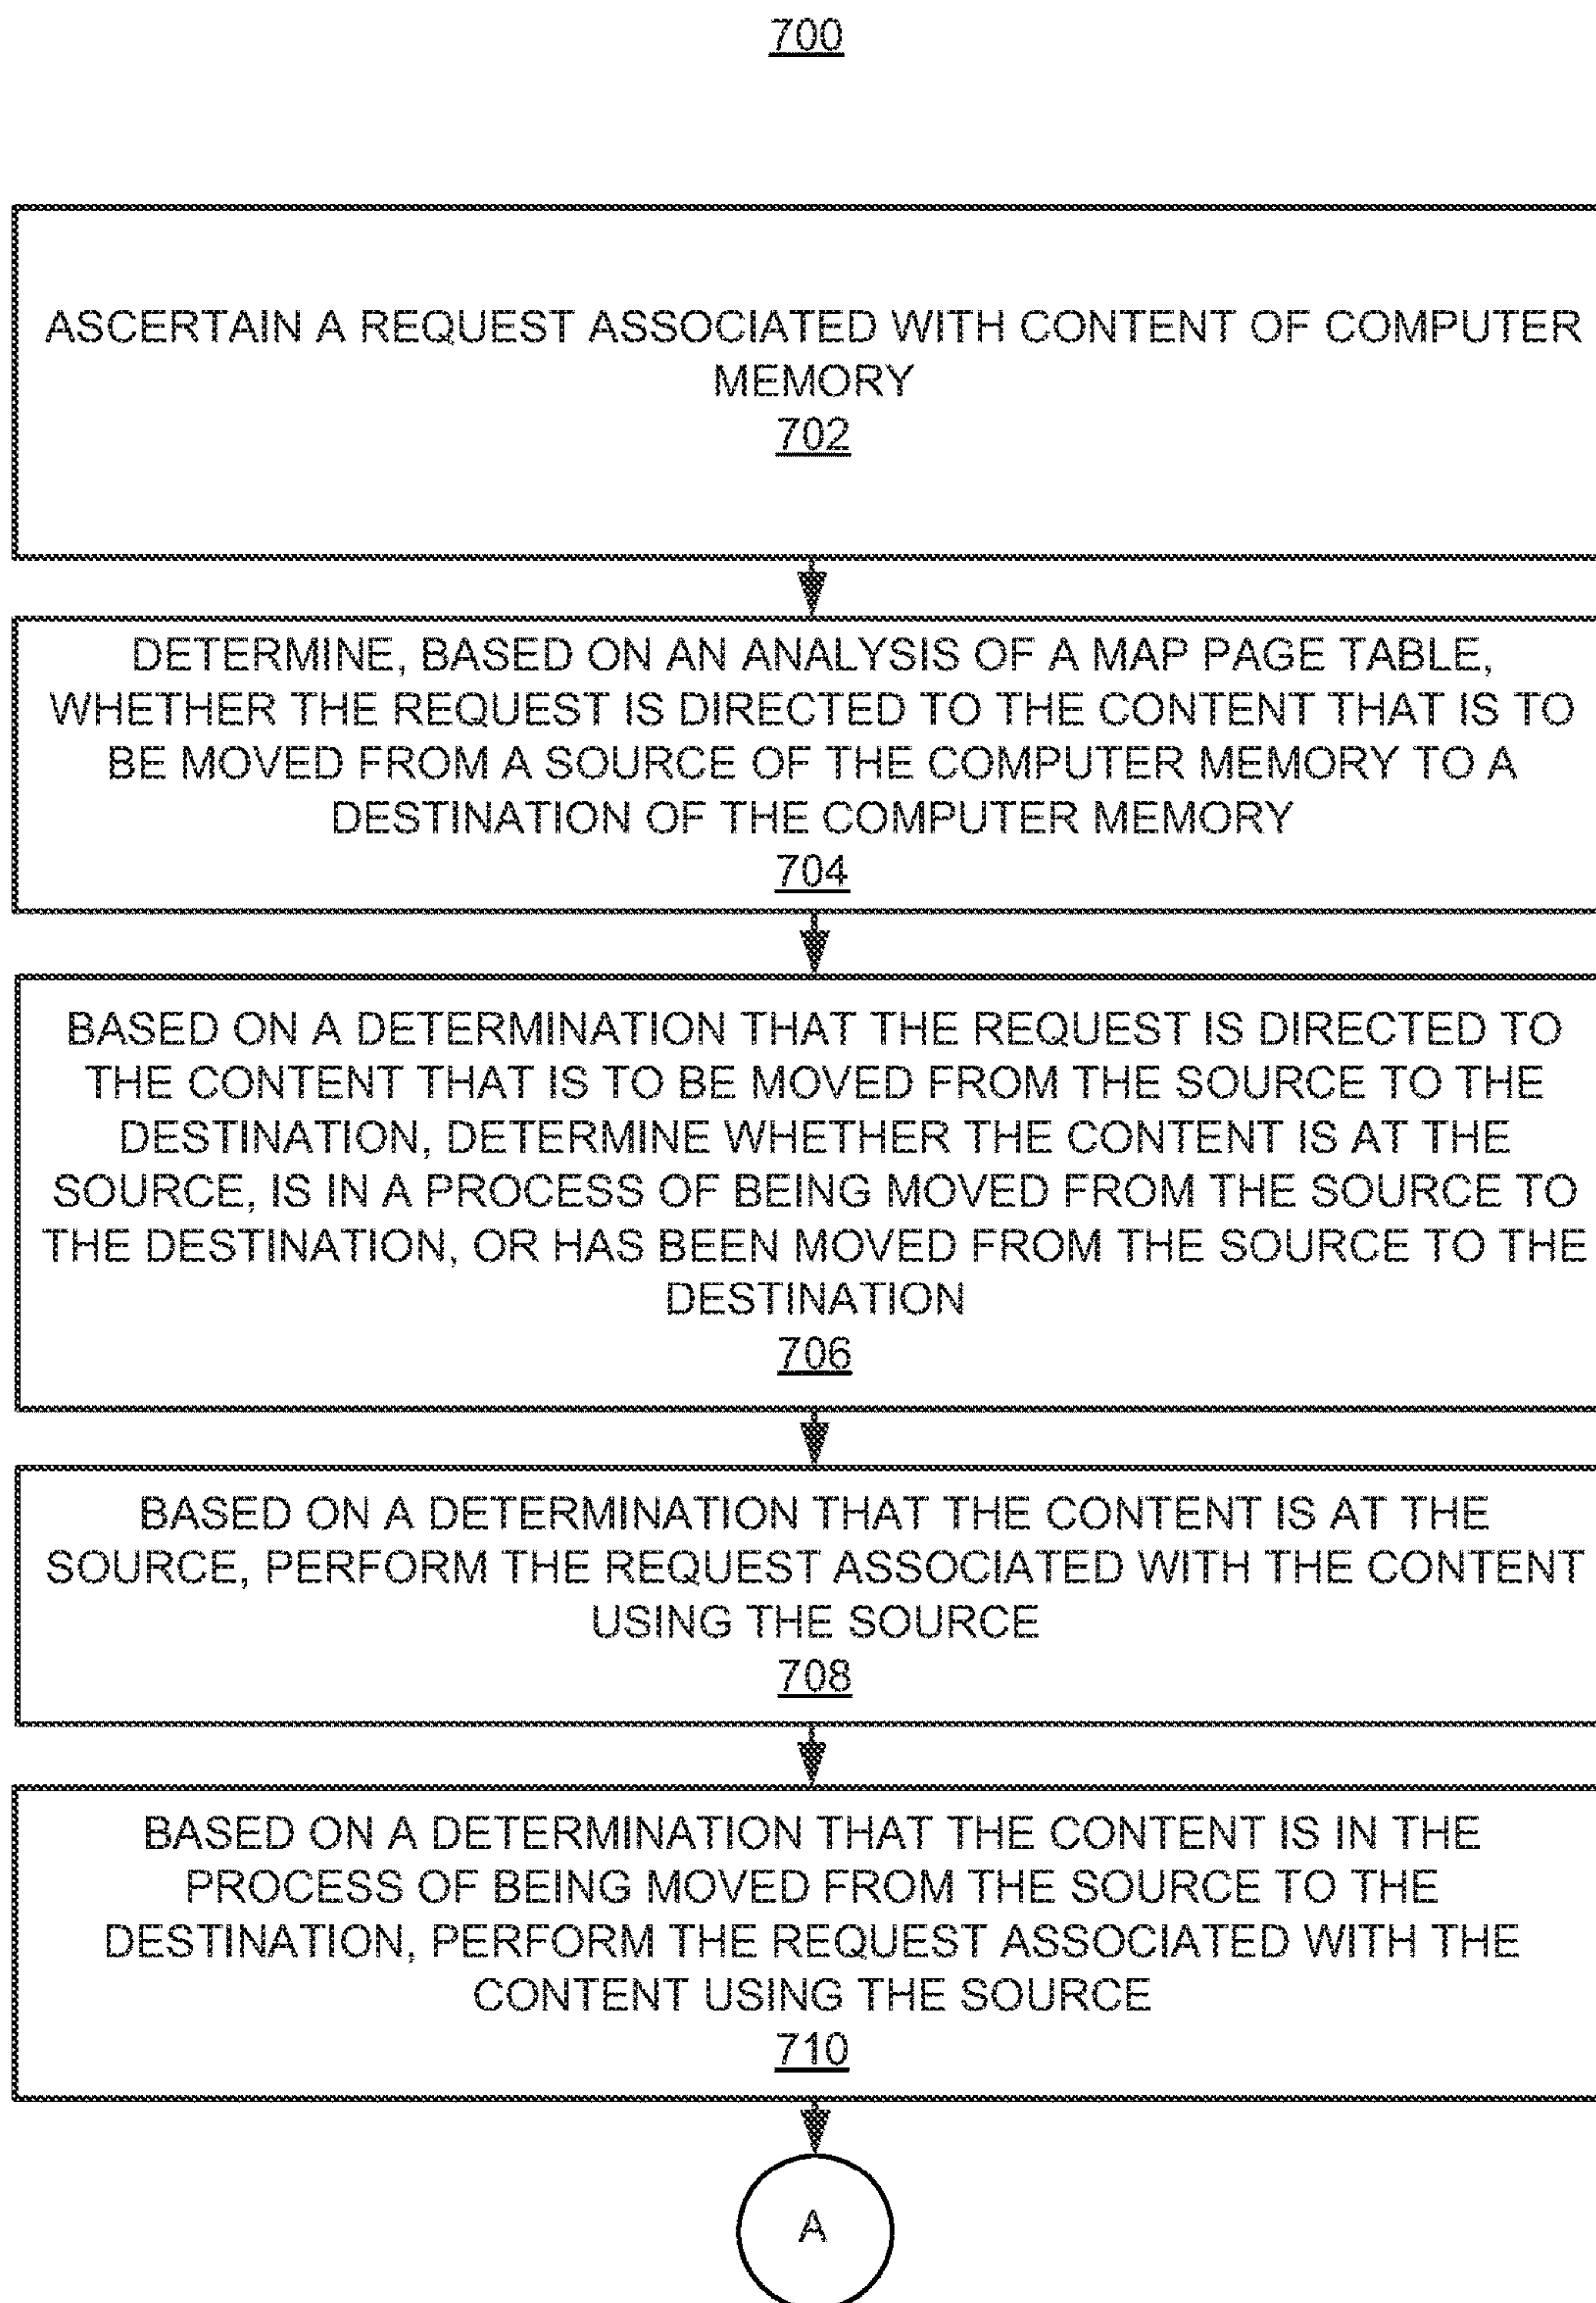 700
ASCERTAIN A REQUEST ASSOCIATED WITH CONTENT OF COMPUTER
MEMORY
702
DETERMINE, BASED ON AN ANALYSIS OF A MAP PAGE TABLE,
WHETHER THE REQUEST IS DIRECTED TO THE CONTENT THAT IS TO
BE MOVED FROM A SOURCE OF THE COMPUTER MEMORY TO A
DESTINATION OF THE COMPUTER MEMORY
704
BASED ON A DETERMINATION THAT THE REQUEST IS DIRECTED TO
THE CONTENT THAT IS TO BE MOVED FROM THE SOURCE TO THE
DESTINATION, DETERMINE WHETHER THE CONTENT IS AT THE
SOURCE, IS IN A PROCESS OF BEING MOVED FROM THE SOURCE TO
THE DESTINATION, OR HAS BEEN MOVED FROM THE SOURCE TO THE
DESTINATION
706
BASED ON A DETERMINATION THAT THE CONTENT IS AT THE
SOURCE, PERFORM THE REQUEST ASSOCIATED WITH THE CONTENT
USING THE SOURCE
708
BASED ON A DETERMINATION THAT THE CONTENT IS IN THE
PROCESS OF BEING MOVED FROM THE SOURCE TO THE
DESTINATION, PERFORM THE REQUEST ASSOCIATED WITH THE
CONTENT USING THE SOURCE
710
A